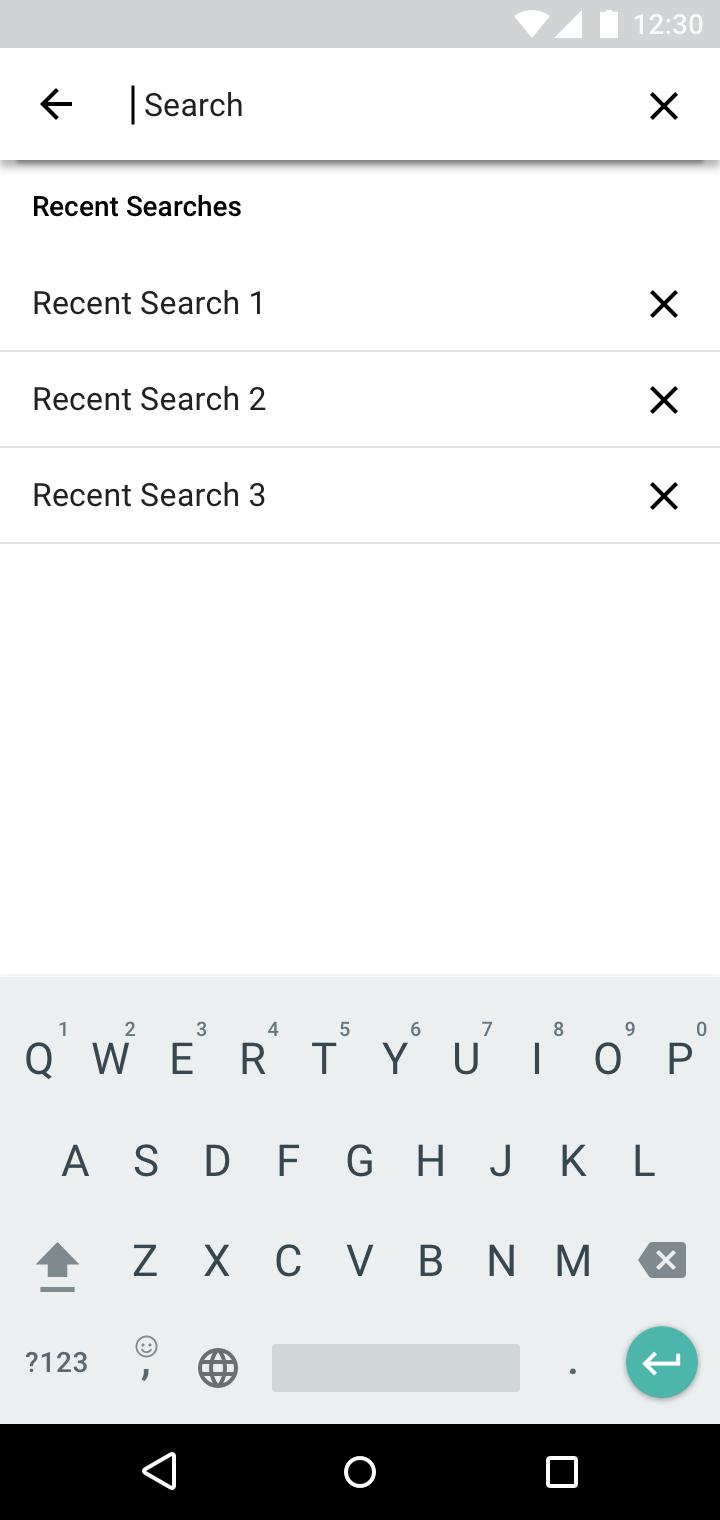 12:30
Search
Recent Searches
Recent Search 1
Recent Search 2
Recent Search 3
1 2 3 4 5 6 7 8 9 0
Q W E R T Y U I O P
A S D F G H J K L
Z X C V B N M
?123 , .